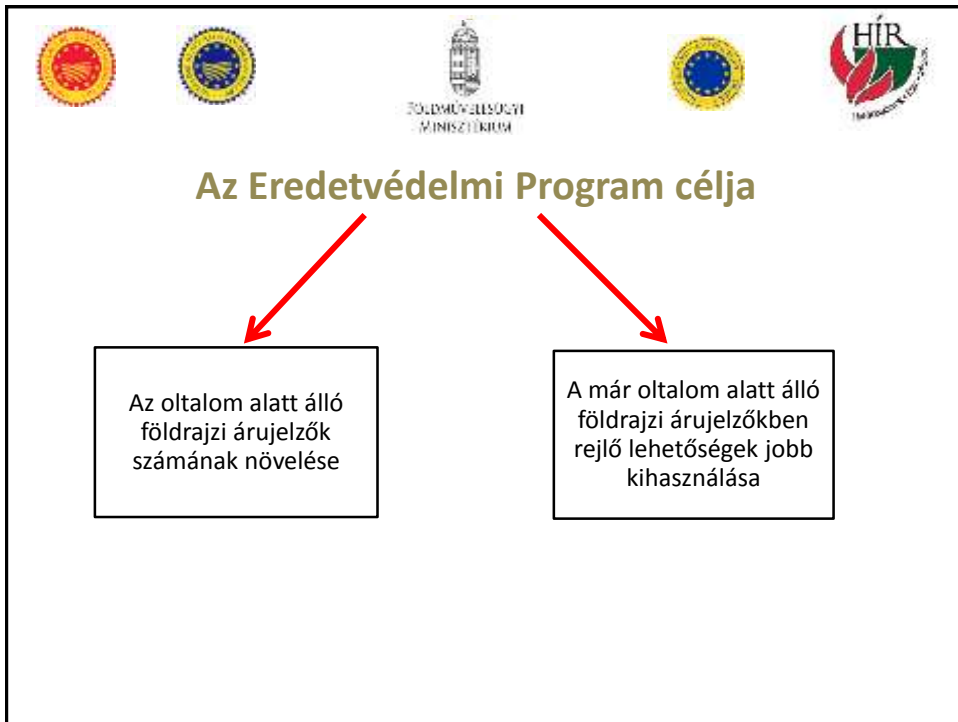 HÍR
FÖLDMŰVELÉSÜGYI
MINISZTÉRIUM
Az Eredetvédelmi Program célja
Az oltalom alatt álló
földrajzi árujelzők
számának növelése
A már oltalom alatt álló
földrajzi árujelzőkben
rejlő lehetőségek jobb
kihasználása